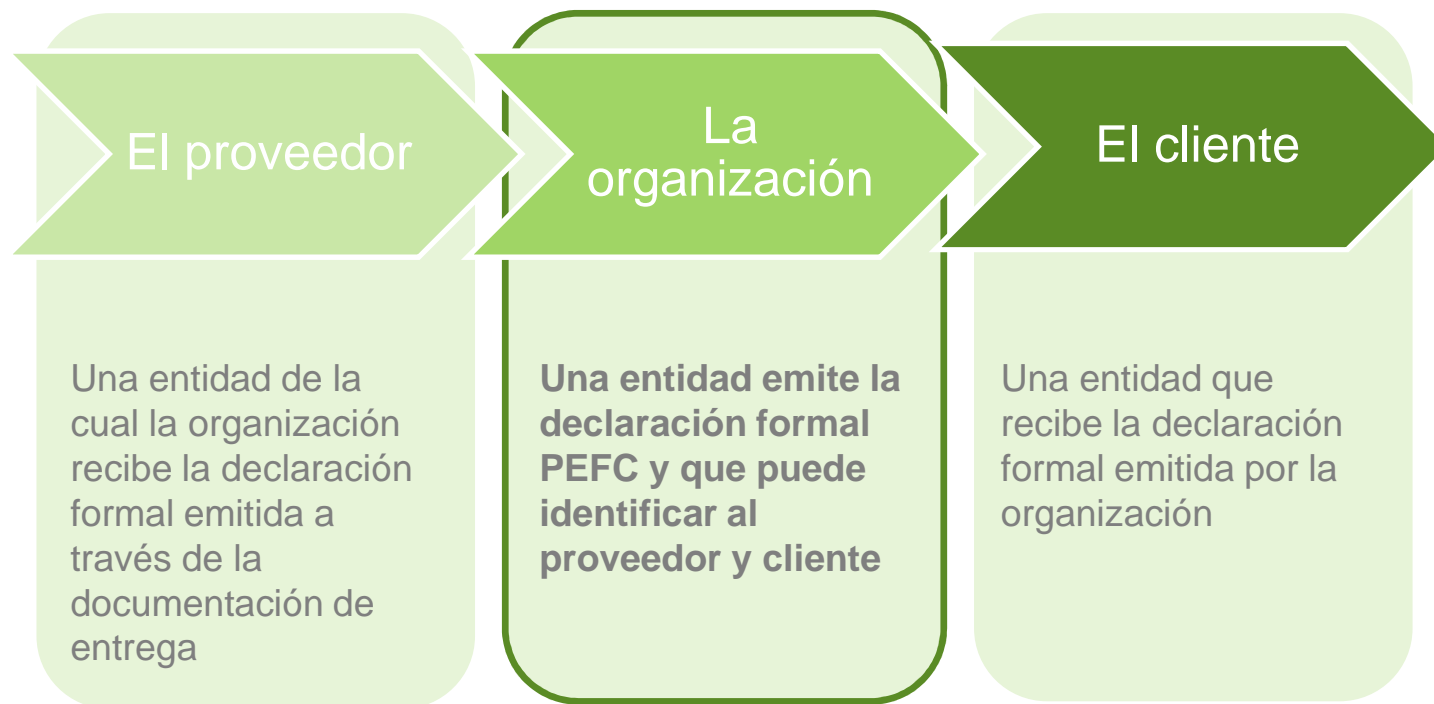 El proveedor
Una entidad de la
cual la organización
recibe la declaración
formal emitida a
través de la
documentación de
entrega
La
organización
Una entidad emite la
declaración formal
PEFC y que puede
identificar al
proveedor y cliente
El cliente
Una entidad que
recibe la declaración
formal emitida por la
organización